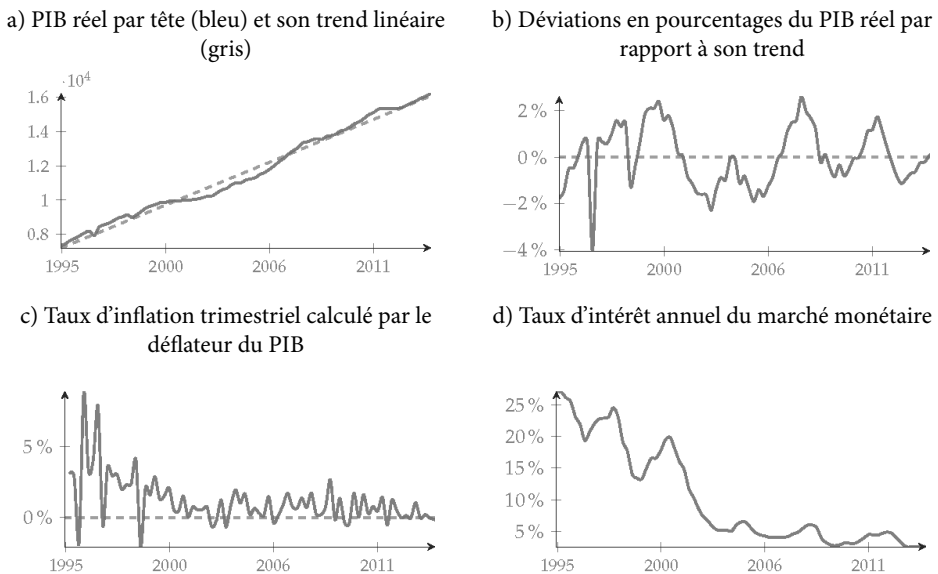 a) PIB réel par tête (bleu) et son trend linéaire
(gris)
b) Déviations en pourcentages du PIB réel par
rapport à son trend
·10⁴
1.6
1.4
1.2
1
0.8
1995 2000 2006 2011
2 %
0 %
−2 %
−4 %
1995 2000 2006 2011
c) Taux d'inflation trimestriel calculé par le
déflateur du PIB
d) Taux d'intérêt annuel du marché monétaire
5 %
0 %
1995 2000 2006 2011
25 %
20 %
15 %
10 %
5 %
1995 2000 2006 2011